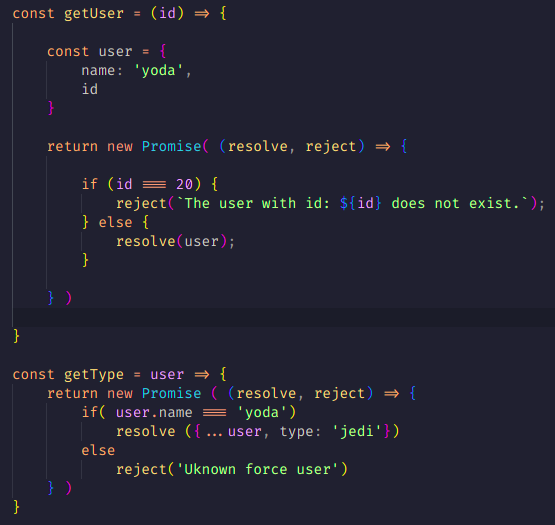 const getUser = (id) => {
const user = {
name: 'yoda',
id
}
return new Promise( (resolve, reject) => {
if (id === 20) {
reject(`The user with id: ${id} does not exist.`);
} else {
resolve(user);
}
} )
}
const getType = user => {
return new Promise ( (resolve, reject) => {
if( user.name === 'yoda')
resolve ({...user, type: 'jedi'})
else
reject('Uknown force user')
} )
}